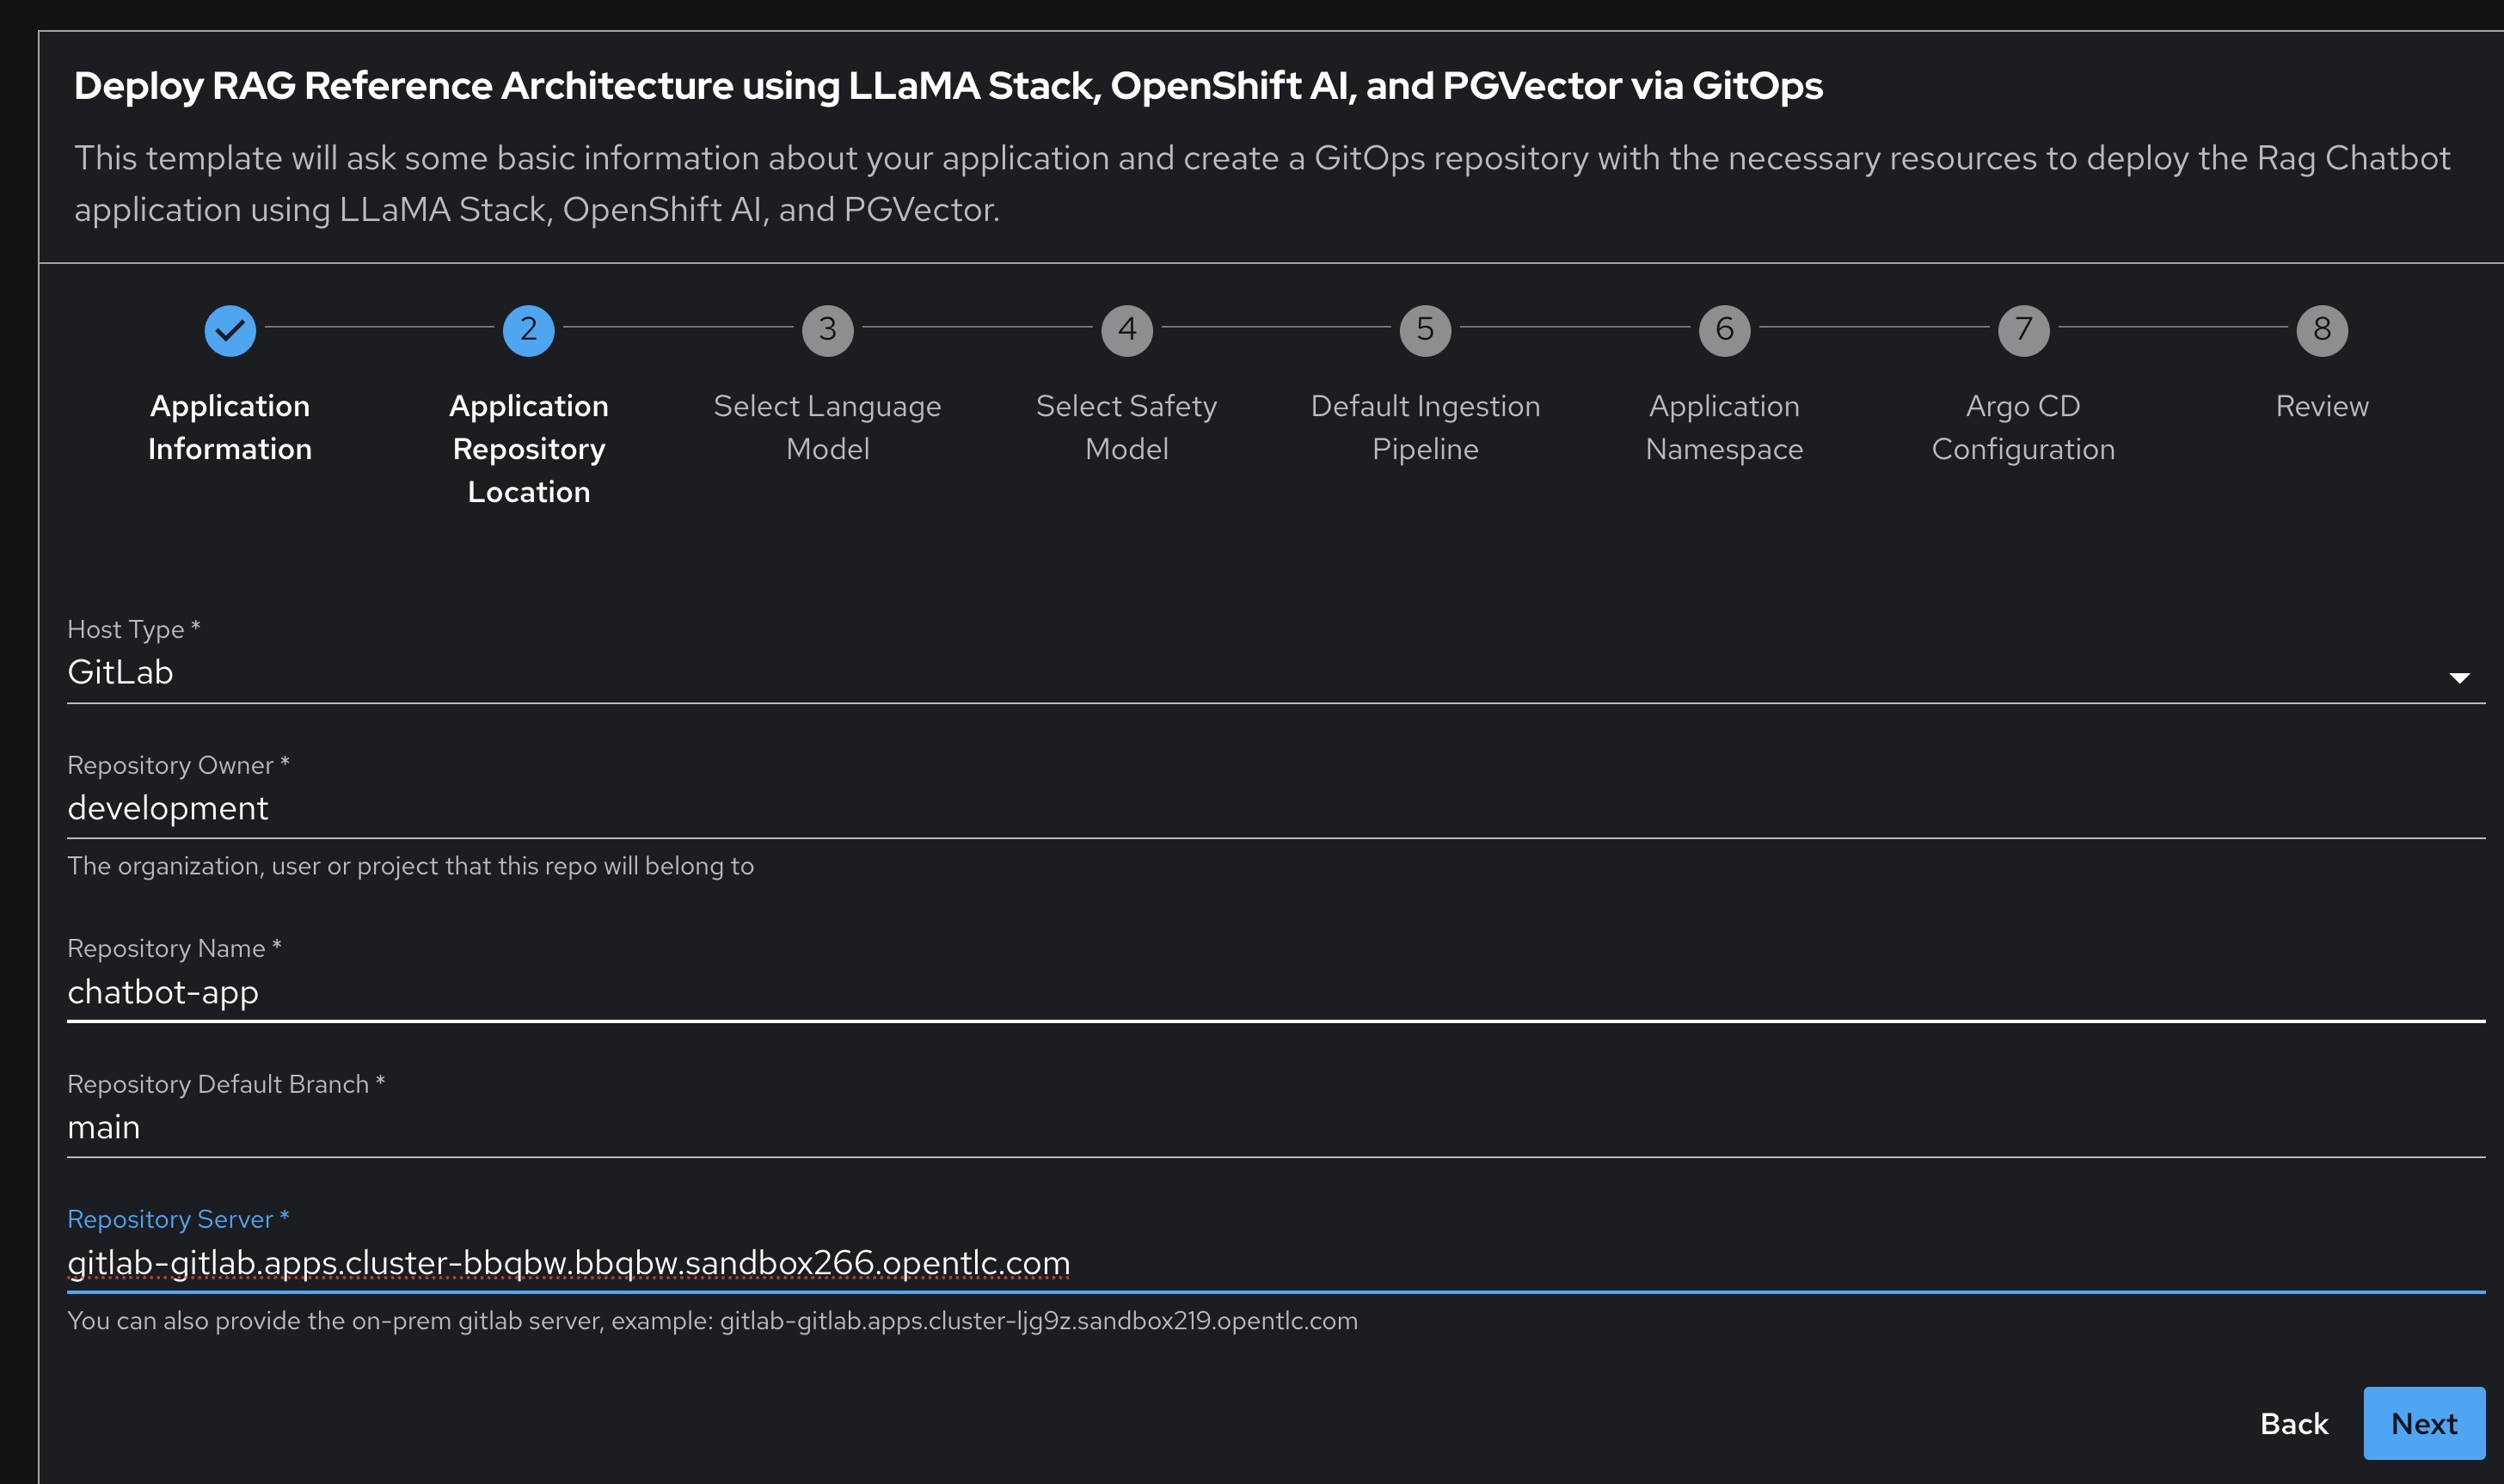 Deploy RAG Reference Architecture using LLaMA Stack, OpenShift AI, and PGVector via GitOps
This template will ask some basic information about your application and create a GitOps repository with the necessary resources to deploy the Rag Chatbot
application using LLaMA Stack, OpenShift AI, and PGVector.
2
3
4
5
6
7
8
Application
Information
Application
Repository
Location
Select Language
Model
Select Safety
Model
Default Ingestion
Pipeline
Application
Namespace
Argo CD
Configuration
Review
Host Type *
GitLab
Repository Owner *
development
The organization, user or project that this repo will belong to
Repository Name *
chatbot-app
Repository Default Branch *
main
Repository Server *
gitlab-gitlab.apps.cluster-bbqbw.bbqbw.sandbox266.opentlc.com
You can also provide the on-prem gitlab server, example: gitlab-gitlab.apps.cluster-ljg9z.sandbox219.opentlc.com
Back
Next